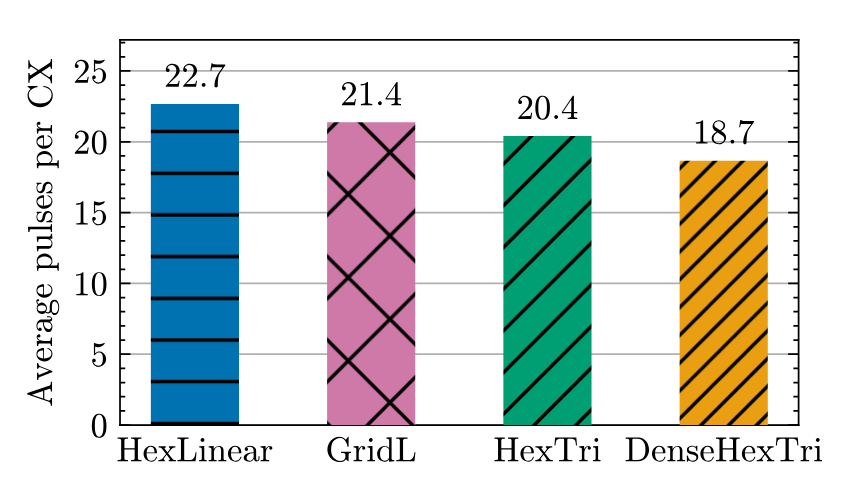 Average pulses per CX
25
20
15
10
5
0
22.7
21.4
20.4
18.7
HexLinear
GridL
HexTri
DenseHexTri